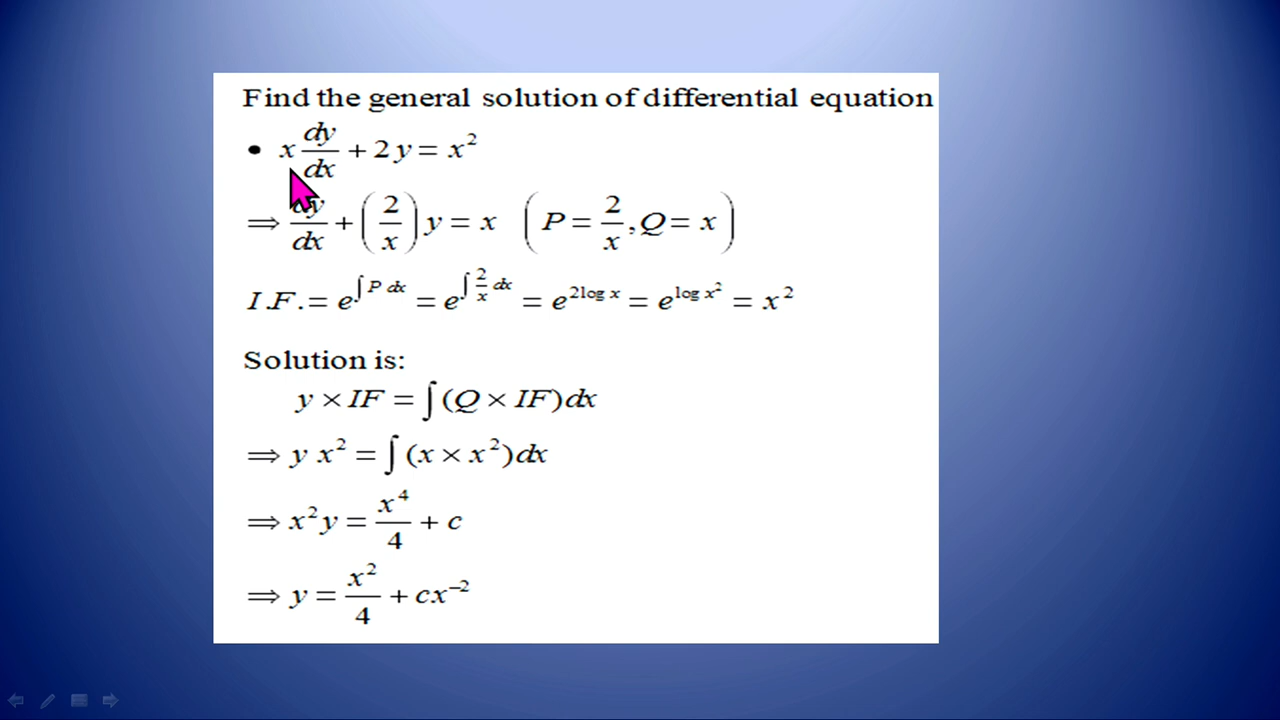 Find the general solution of differential equation
• x dy/dx + 2y = x²
⇒ dy/dx + (2/x) y = x (P = 2/x, Q = x)
I.F. = e^(∫ P dx) = e^(∫ 2/x dx) = e^(2log x) = e^(log x²) = x²
Solution is:
y × IF = ∫(Q × IF)dx
⇒ y x² = ∫(x × x²)dx
⇒ x²y = x⁴/4 + c
⇒ y = x²/4 + cx⁻²